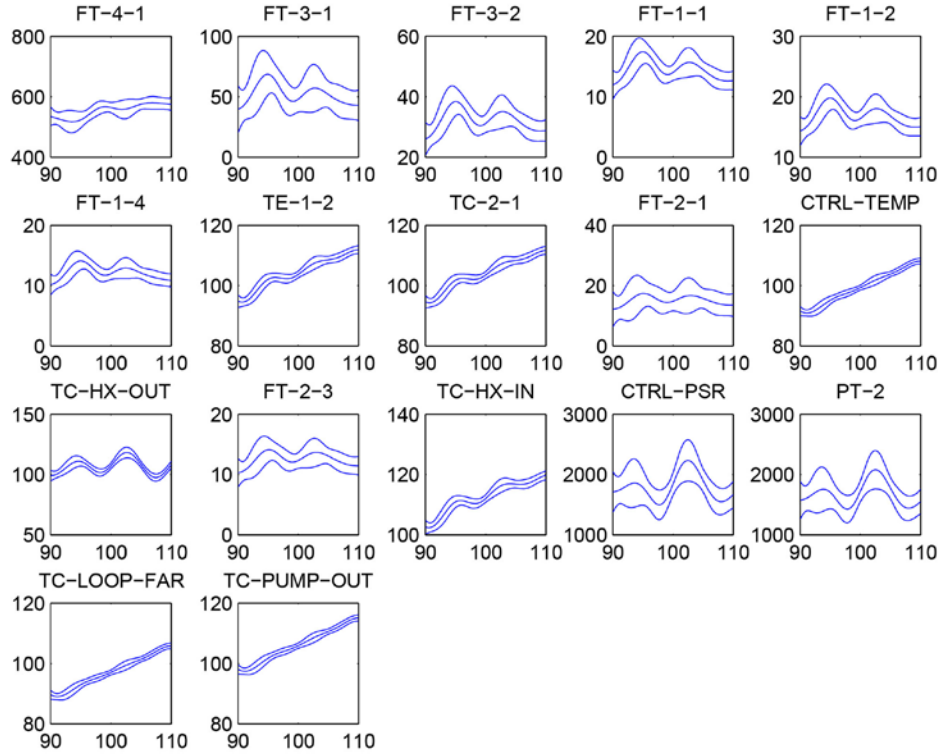 FT-4-1 FT-3-1 FT-3-2 FT-1-1 FT-1-2
800 100 60 20 30
600 50 40 10 20
400 0 20 0 10
90 100 110 90 100 110 90 100 110 90 100 110 90 100 110
FT-1-4 TE-1-2 TC-2-1 FT-2-1 CTRL-TEMP
20 120 120 40 120
10 100 100 20 100
0 80 80 0 80
90 100 110 90 100 110 90 100 110 90 100 110 90 100 110
TC-HX-OUT FT-2-3 TC-HX-IN CTRL-PSR PT-2
150 20 140 3000 3000
100 10 120 2000 2000
50 0 100 1000 1000
90 100 110 90 100 110 90 100 110 90 100 110 90 100 110
TC-LOOP-FAR TC-PUMP-OUT
120 120
100 100
80 80
90 100 110 90 100 110